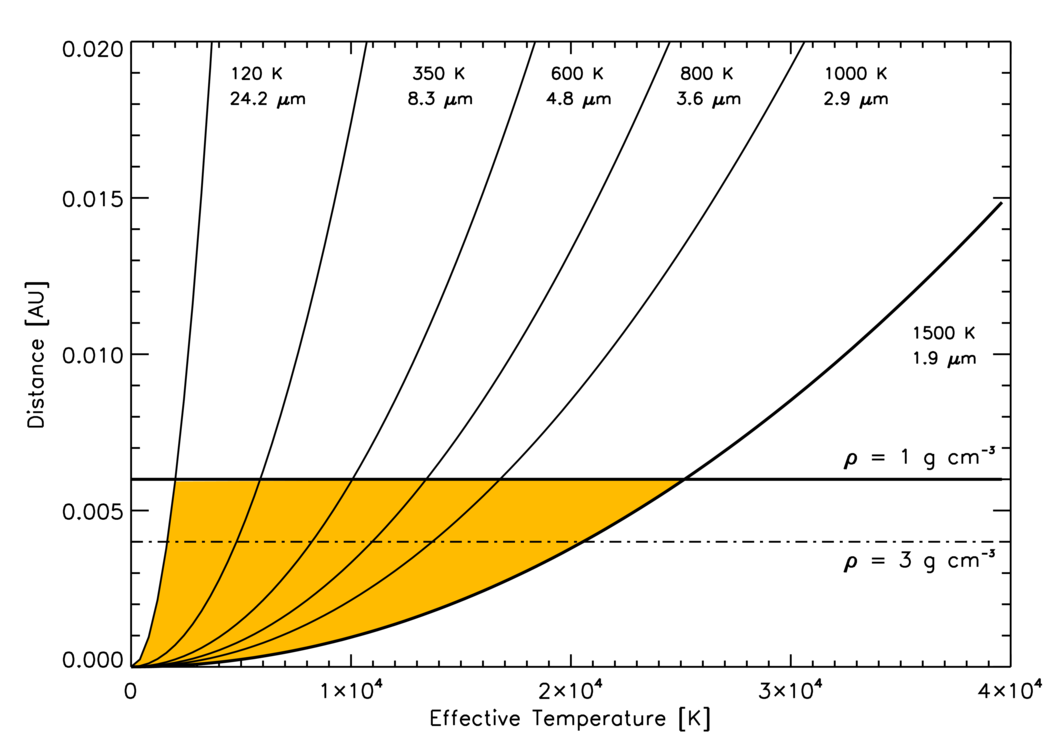 0.020
120 K 350 K 600 K 800 K 1000 K
24.2 μm 8.3 μm 4.8 μm 3.6 μm 2.9 μm
0.015
Distance [AU]
1500 K
0.010
1.9 μm
ρ = 1 g cm⁻³
0.005
ρ = 3 g cm⁻³
0.000
0 1×10⁴ 2×10⁴ 3×10⁴ 4×10⁴
Effective Temperature [K]